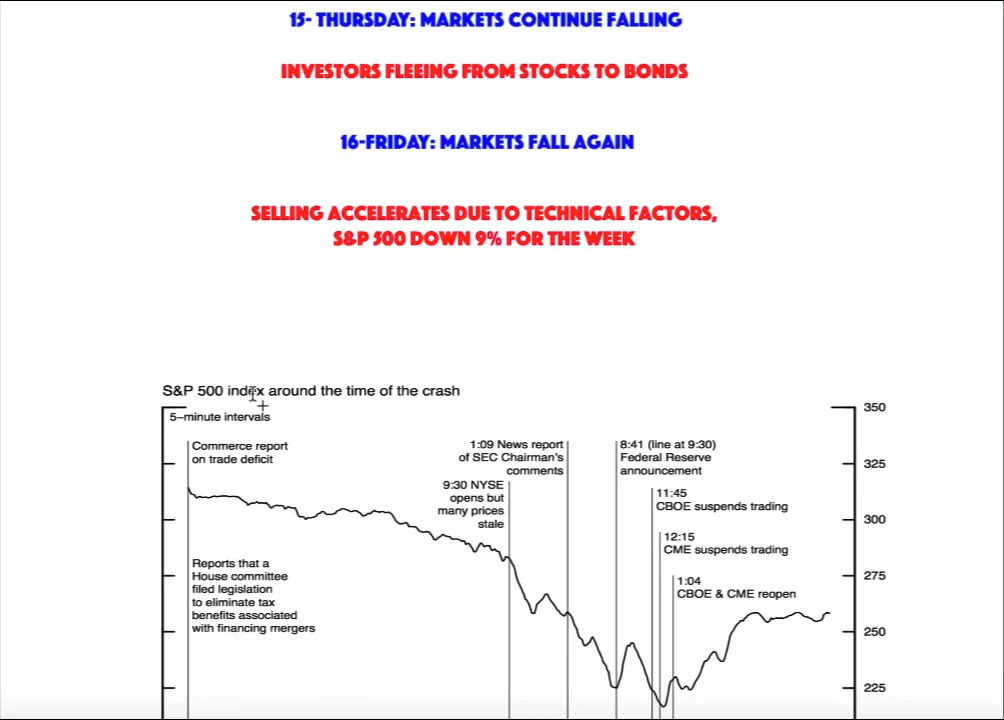 15- THURSDAY: MARKETS CONTINUE FALLING
INVESTORS FLEEING FROM STOCKS TO BONDS
16-FRIDAY: MARKETS FALL AGAIN
SELLING ACCELERATES DUE TO TECHNICAL FACTORS,
S&P 500 DOWN 9% FOR THE WEEK
S&P 500 index around the time of the crash
5–minute intervals
350
325
300
275
250
225
Commerce report
on trade deficit
Reports that a
House committee
filed legislation
to eliminate tax
benefits associated
with financing mergers
9:30 NYSE
opens but
many prices
stale
1:09 News report
of SEC Chairman's
comments
8:41 (line at 9:30)
Federal Reserve
announcement
11:45
CBOE suspends trading
12:15
CME suspends trading
1:04
CBOE & CME reopen